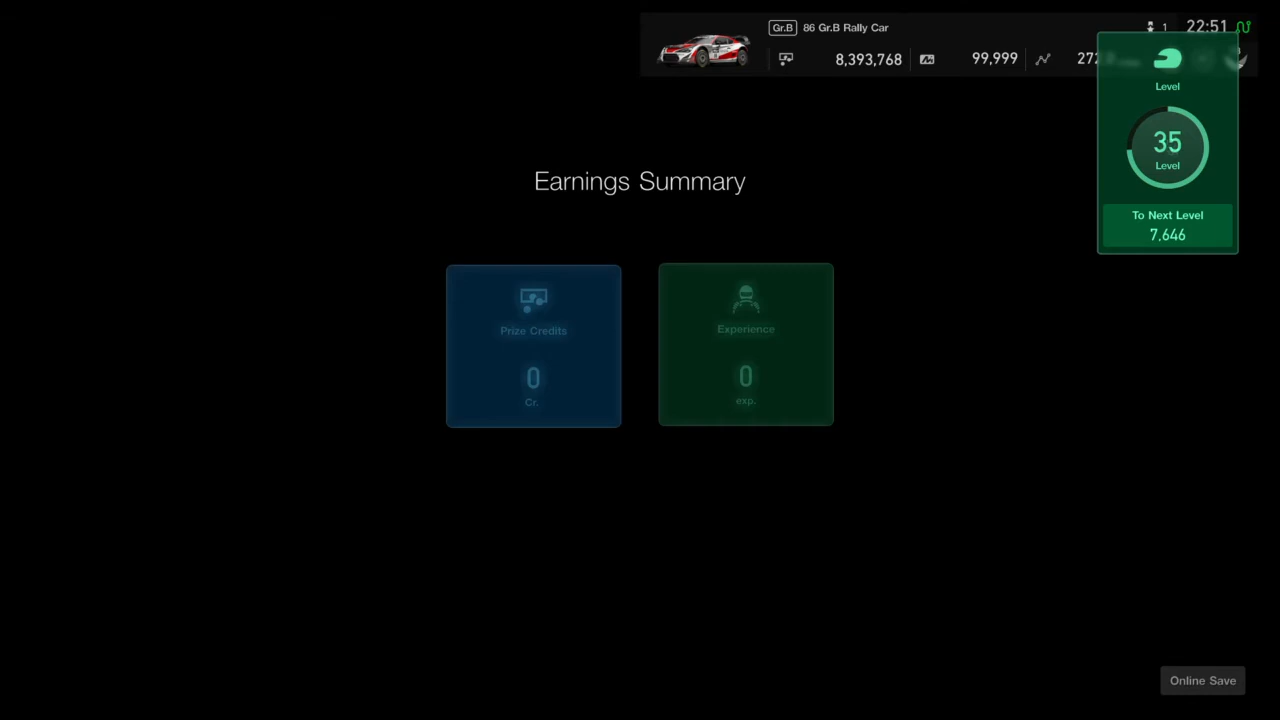 Gr.B 86 Gr.B Rally Car
1 22:51
8,393,768 99,999
Level
35
Level
To Next Level
7,646
Earnings Summary
Prize Credits
0
Cr.
Experience
0
exp.
Online Save